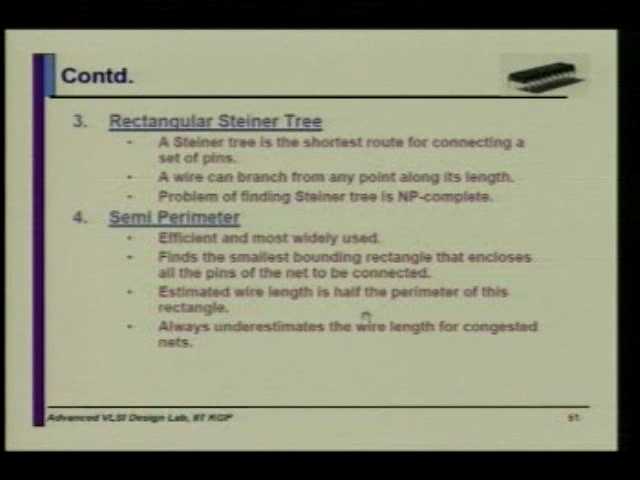 Contd.
3. Rectangular Steiner Tree
- A Steiner tree is the shortest route for connecting a
set of pins.
- A wire can branch from any point along its length.
- Problem of finding Steiner tree is NP-complete.
4. Semi Perimeter
- Efficient and most widely used.
- Finds the smallest bounding rectangle that encloses
all the pins of the net to be connected.
- Estimated wire length is half the perimeter of this
rectangle.
- Always underestimates the wire length for congested
nets.
Advanced VLSI Design Lab, IIT KGP
51